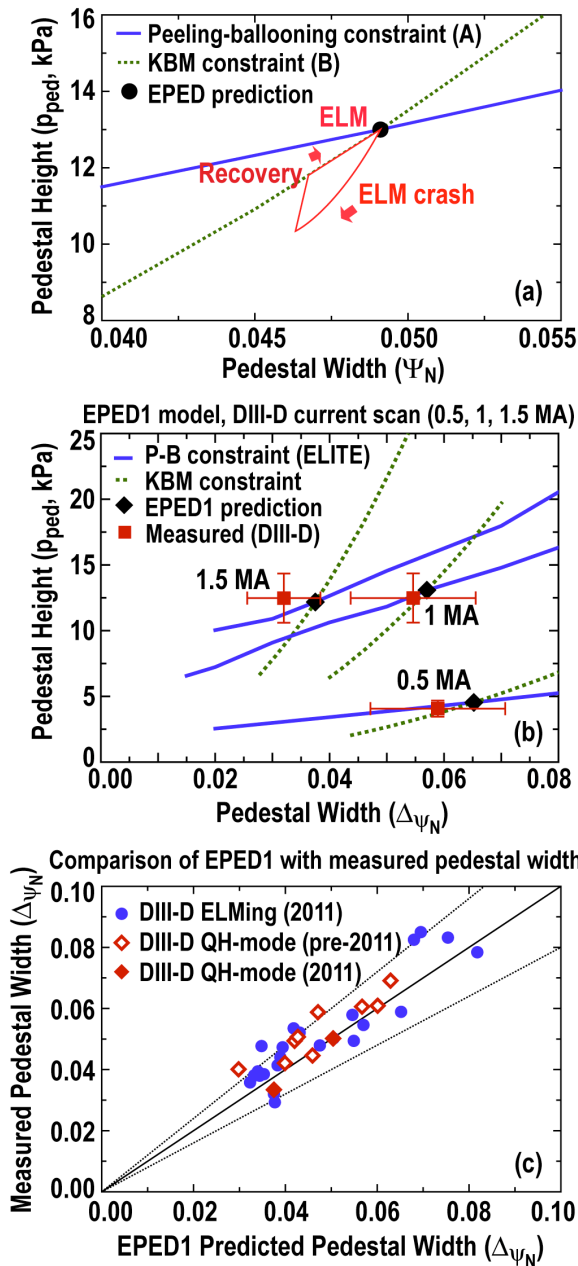 16
14
12
10
8
Pedestal Height (pped, kPa)
Peeling-ballooning constraint (A)
KBM constraint (B)
EPED prediction
ELM
Recovery
ELM crash
(a)
0.040
0.045
0.050
0.055
Pedestal Width (ΨN)
EPED1 model, DIII-D current scan (0.5, 1, 1.5 MA)
25
20
15
10
5
0
Pedestal Height (pped, kPa)
P-B constraint (ELITE)
KBM constraint
EPED1 prediction
Measured (DIII-D)
1.5 MA
1 MA
0.5 MA
(b)
0.00
0.02
0.04
0.06
0.08
Pedestal Width (ΔψN)
Comparison of EPED1 with measured pedestal width
0.10
0.08
0.06
0.04
0.02
0.00
Measured Pedestal Width (ΔψN)
DIII-D ELMing (2011)
DIII-D QH-mode (pre-2011)
DIII-D QH-mode (2011)
(c)
0.00
0.02
0.04
0.06
0.08
0.10
EPED1 Predicted Pedestal Width (ΔψN)